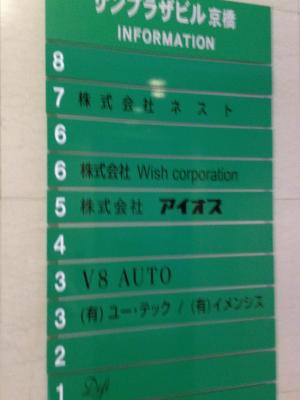 サンプラザビル京橋
INFORMATION
8
7 株式会社 ネスト
6
6 株式会社 Wish corporation
5 株式会社 アイオス
4
3 V8 AUTO
3 (有)ユー・テック / (有)イメンシス
2
1